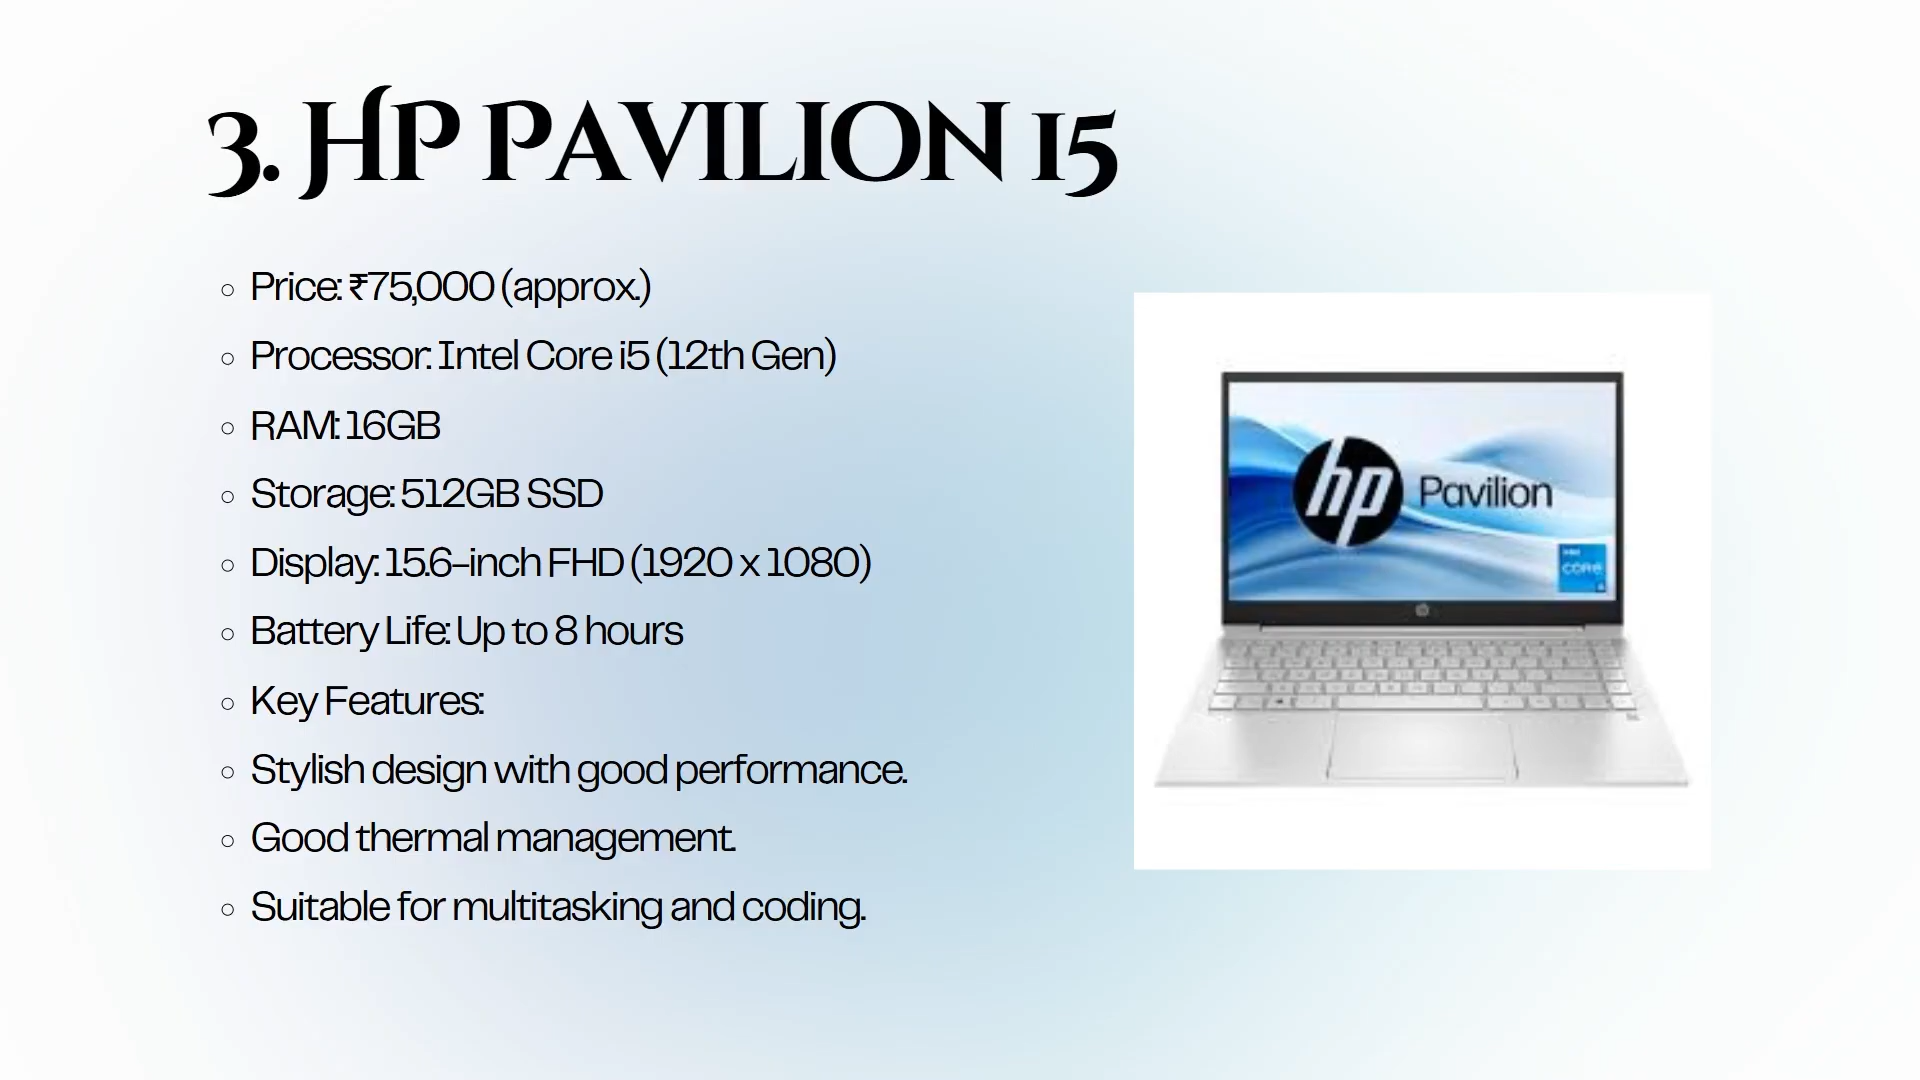 3. HP PAVILION 15
Price: ₹75,000 (approx.)
Processor: Intel Core i5 (12th Gen)
RAM: 16GB
Storage: 512GB SSD
Display: 15.6-inch FHD (1920 x 1080)
Battery Life: Up to 8 hours
Key Features:
Stylish design with good performance.
Good thermal management.
Suitable for multitasking and coding.
hp Pavilion
intel
CORE